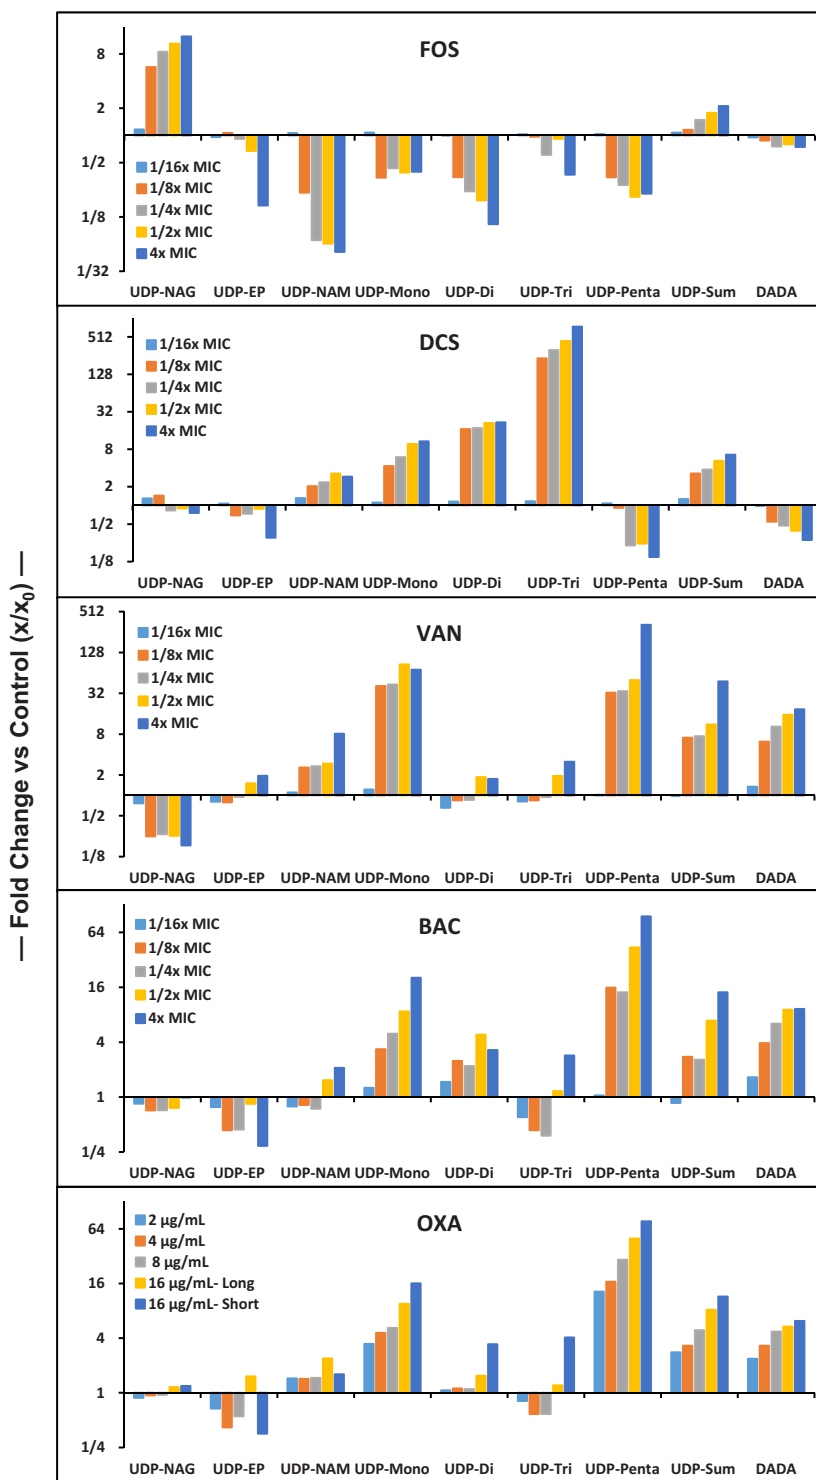 — Fold Change vs Control (x/x₀) —
FOS
8
2
1/2
1/8
1/32
1/16x MIC
1/8x MIC
1/4x MIC
1/2x MIC
4x MIC
UDP-NAG UDP-EP UDP-NAM UDP-Mono UDP-Di UDP-Tri UDP-Penta UDP-Sum DADA
DCS
512
128
32
8
2
1/2
1/8
1/16x MIC
1/8x MIC
1/4x MIC
1/2x MIC
4x MIC
UDP-NAG UDP-EP UDP-NAM UDP-Mono UDP-Di UDP-Tri UDP-Penta UDP-Sum DADA
VAN
512
128
32
8
2
1/2
1/8
1/16x MIC
1/8x MIC
1/4x MIC
1/2x MIC
4x MIC
UDP-NAG UDP-EP UDP-NAM UDP-Mono UDP-Di UDP-Tri UDP-Penta UDP-Sum DADA
BAC
64
16
4
1
1/4
1/16x MIC
1/8x MIC
1/4x MIC
1/2x MIC
4x MIC
UDP-NAG UDP-EP UDP-NAM UDP-Mono UDP-Di UDP-Tri UDP-Penta UDP-Sum DADA
OXA
64
16
4
1
1/4
2 µg/mL
4 µg/mL
8 µg/mL
16 µg/mL- Long
16 µg/mL- Short
UDP-NAG UDP-EP UDP-NAM UDP-Mono UDP-Di UDP-Tri UDP-Penta UDP-Sum DADA